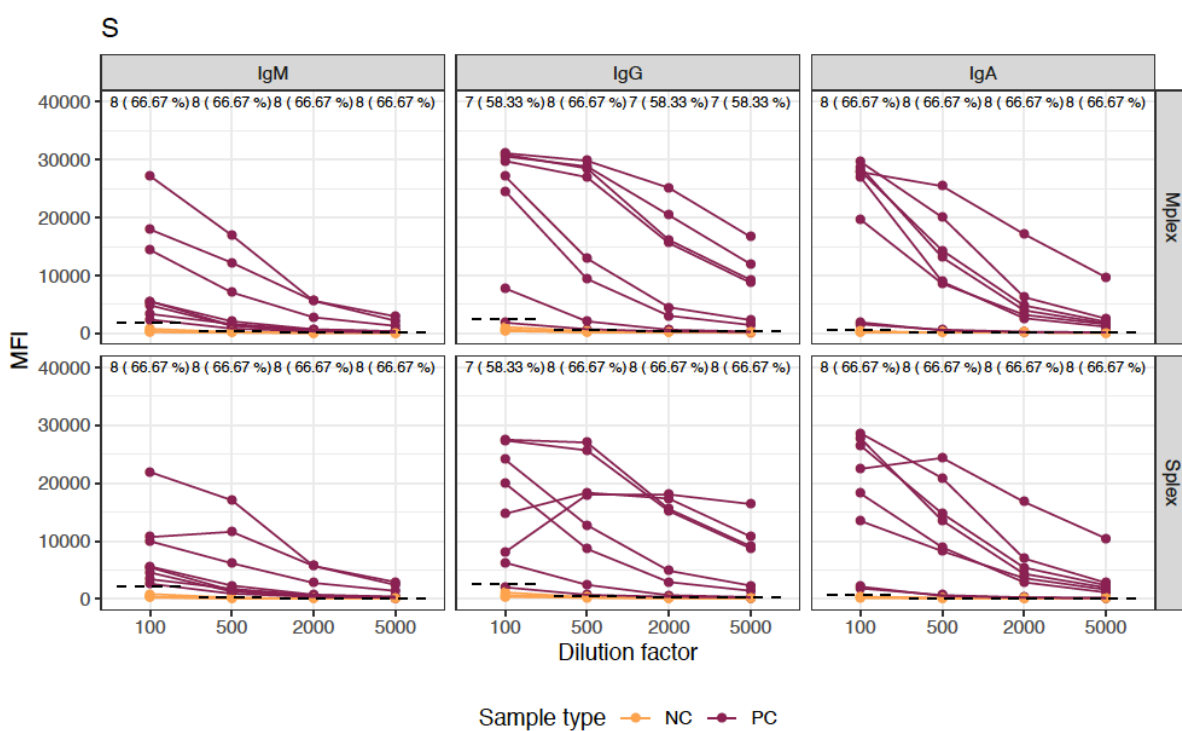 S
IgM IgG IgA
8 ( 66.67 %) 8 ( 66.67 %) 8 ( 66.67 %) 8 ( 66.67 %) 7 ( 58.33 %) 8 ( 66.67 %) 7 ( 58.33 %) 7 ( 58.33 %) 8 ( 66.67 %) 8 ( 66.67 %) 8 ( 66.67 %) 8 ( 66.67 %)
40000
30000
20000
10000
0
Mplex
MFI
8 ( 66.67 %) 8 ( 66.67 %) 8 ( 66.67 %) 8 ( 66.67 %) 7 ( 58.33 %) 8 ( 66.67 %) 8 ( 66.67 %) 8 ( 66.67 %) 8 ( 66.67 %) 8 ( 66.67 %) 8 ( 66.67 %) 8 ( 66.67 %)
40000
30000
20000
10000
0
Splex
100 500 2000 5000 100 500 2000 5000 100 500 2000 5000
Dilution factor
Sample type NC PC